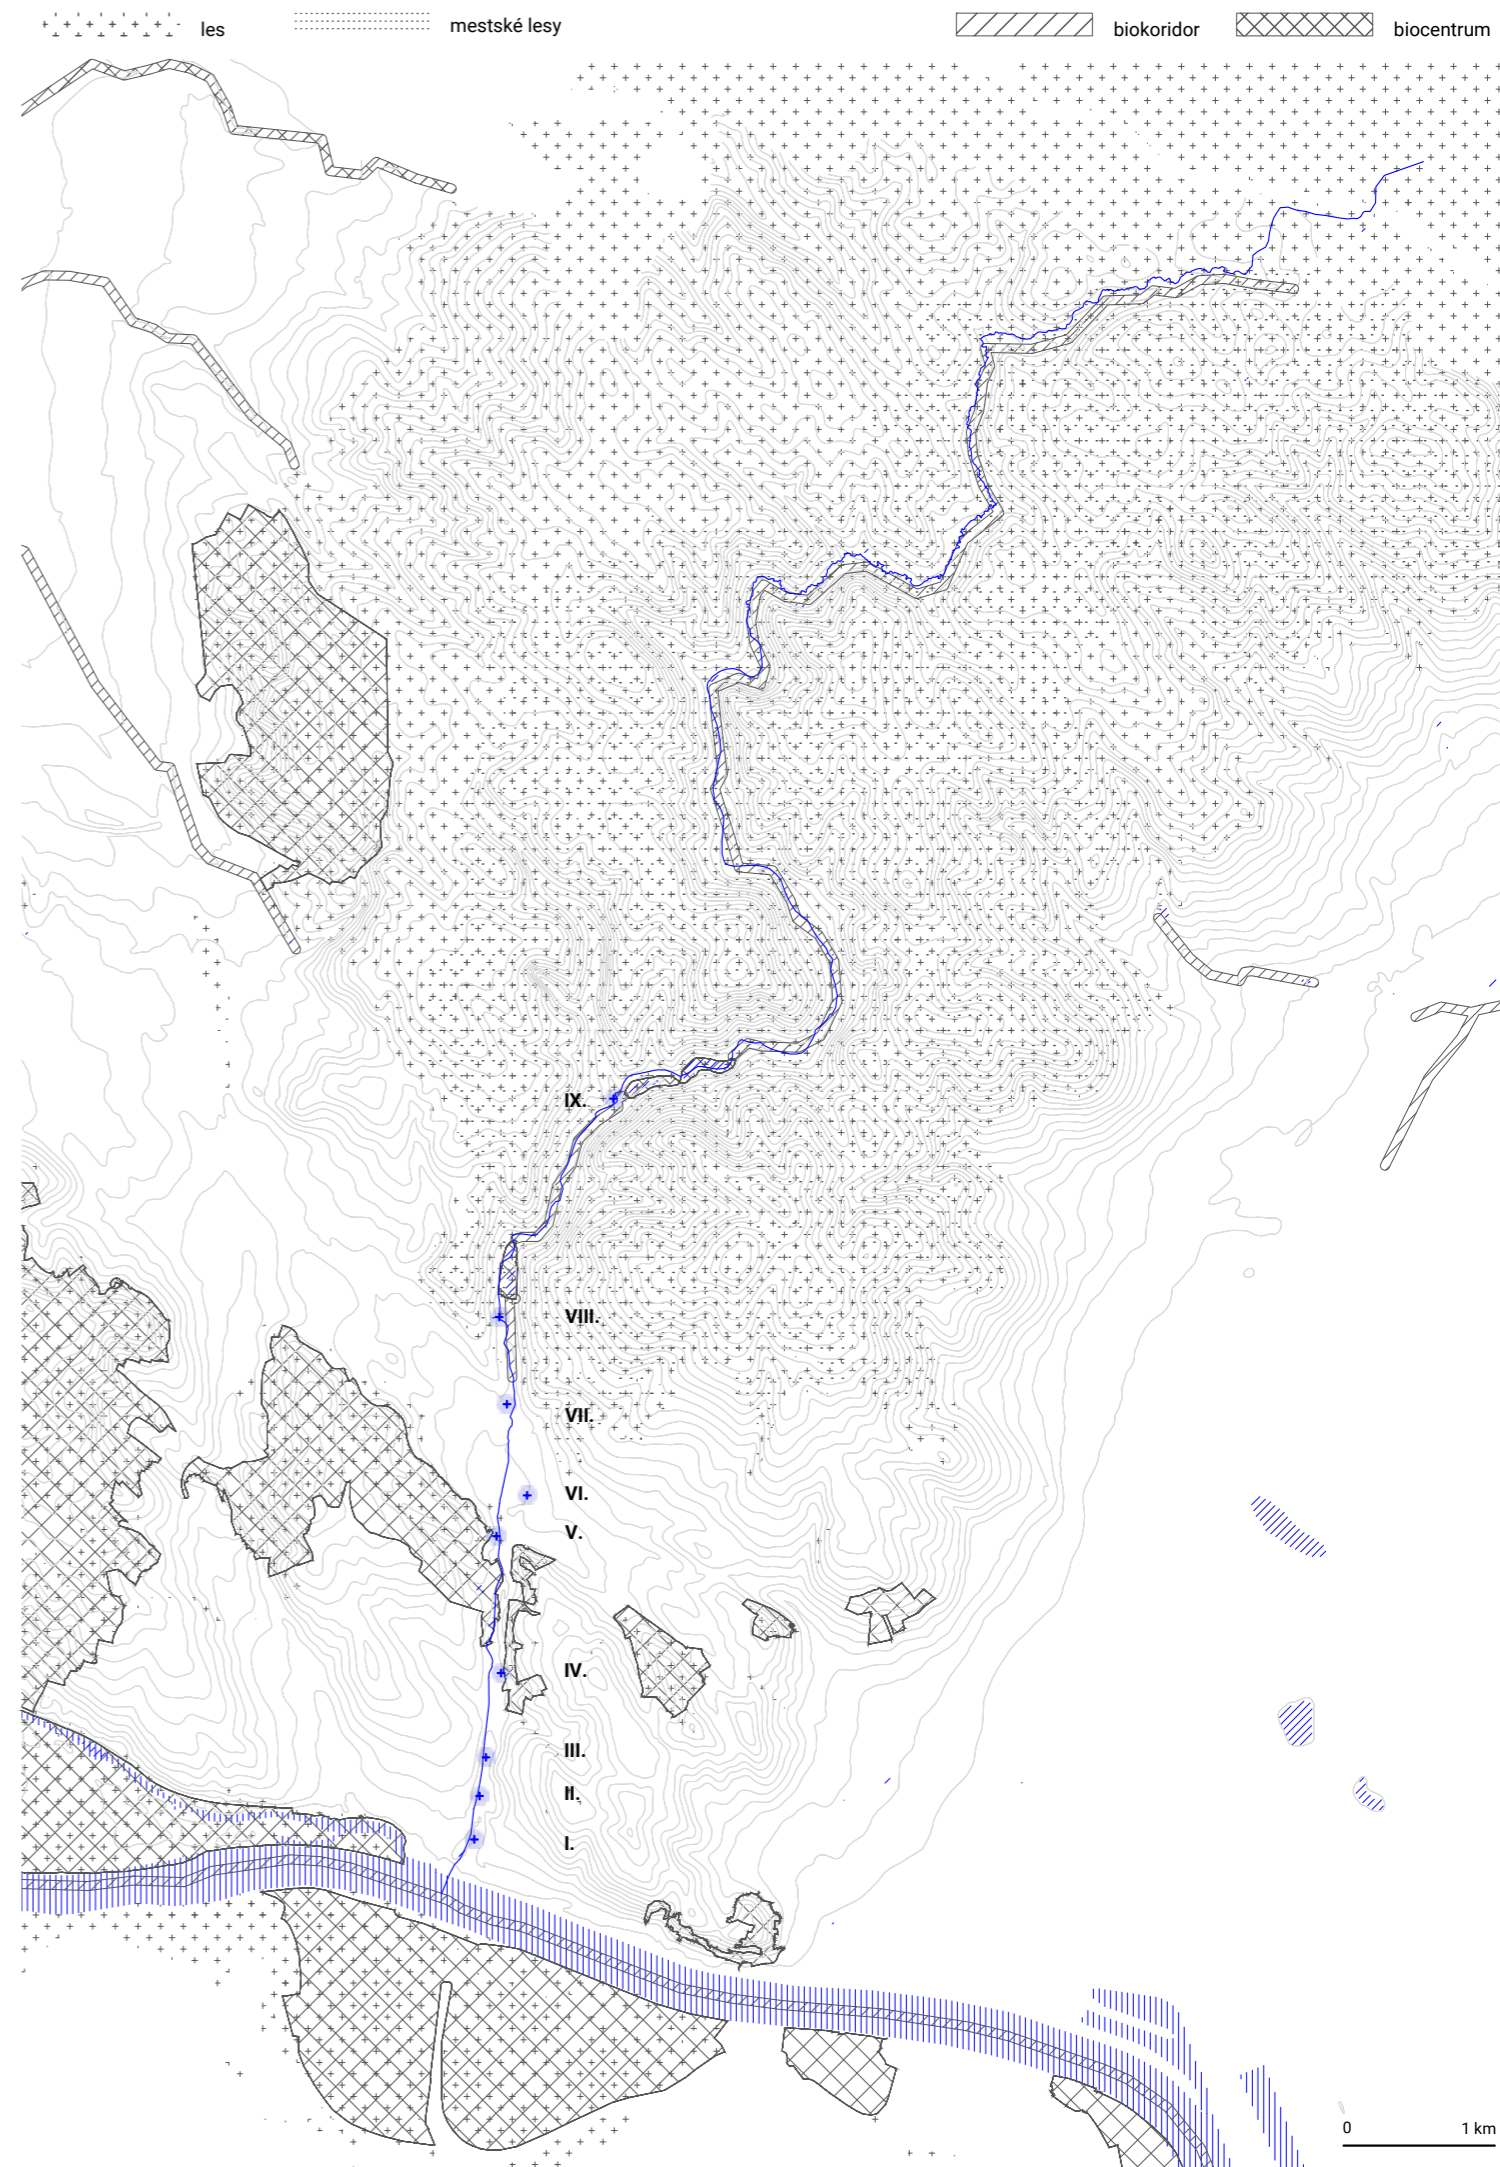 les mestské lesy biokoridor biocentrum
IX.
VIII.
VII.
VI.
V.
IV.
III.
II.
I.
0 1 km